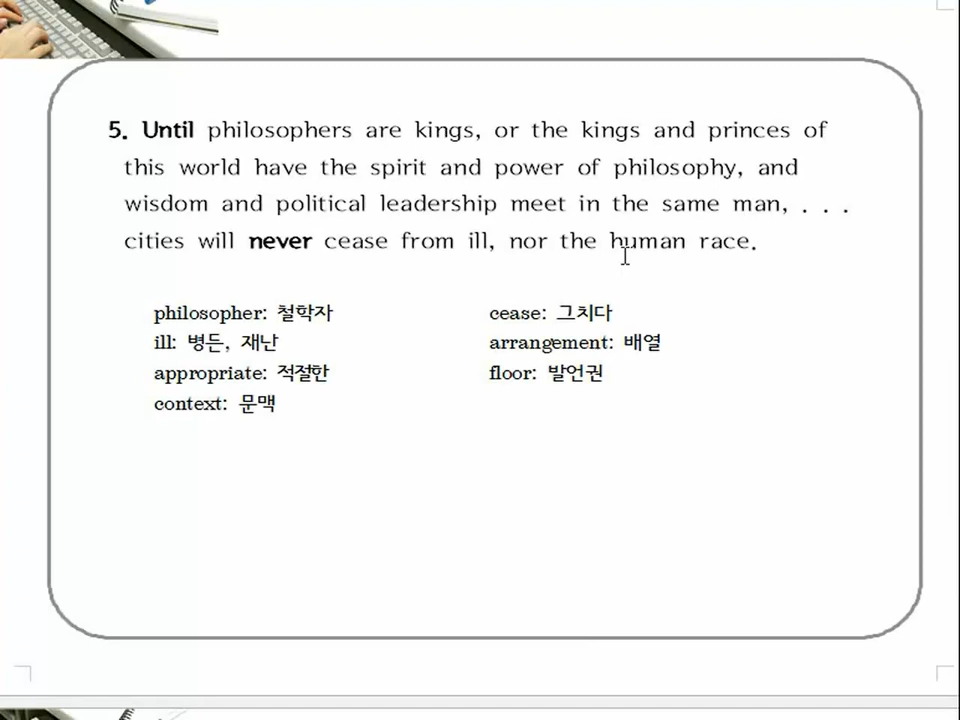 5. Until philosophers are kings, or the kings and princes of
this world have the spirit and power of philosophy, and
wisdom and political leadership meet in the same man, . . .
cities will never cease from ill, nor the human race.
philosopher: 철학자
cease: 그치다
ill: 병든, 재난
arrangement: 배열
appropriate: 적절한
floor: 발언권
context: 문맥